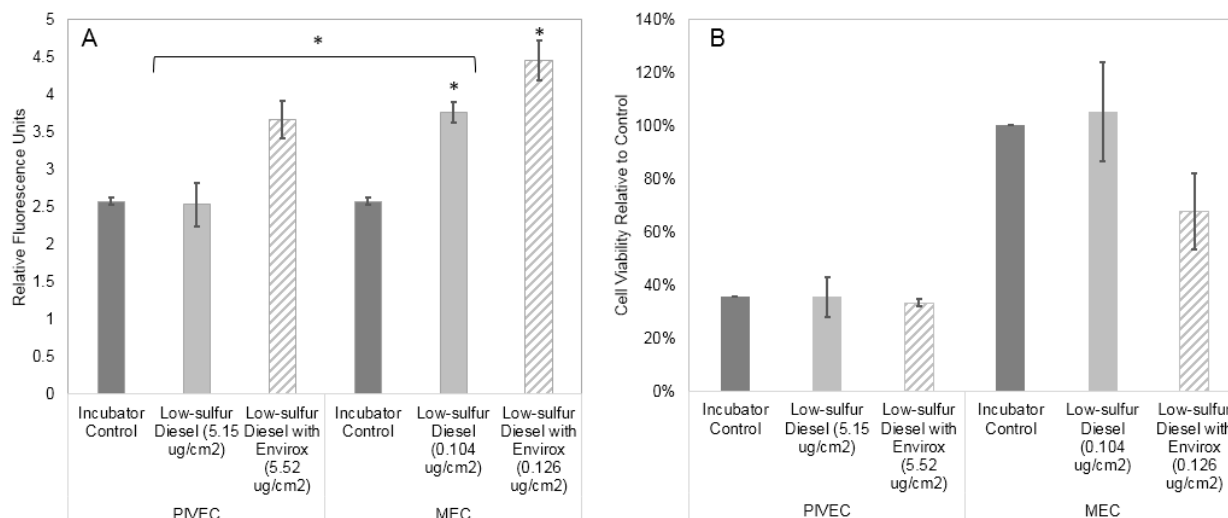 A
Relative Fluorescence Units
5
4.5
4
3.5
3
2.5
2
1.5
1
0.5
0
*
*
*
Incubator Control
Low-sulfur Diesel (5.15 ug/cm2)
Low-sulfur Diesel with Envirox (5.52 ug/cm2)
Incubator Control
Low-sulfur Diesel (0.104 ug/cm2)
Low-sulfur Diesel with Envirox (0.126 ug/cm2)
PIVEC
MEC
B
Cell Viability Relative to Control
140%
120%
100%
80%
60%
40%
20%
0%
Incubator Control
Low-sulfur Diesel (5.15 ug/cm2)
Low-sulfur Diesel with Envirox (5.52 ug/cm2)
Incubator Control
Low-sulfur Diesel (0.104 ug/cm2)
Low-sulfur Diesel with Envirox (0.126 ug/cm2)
PIVEC
MEC